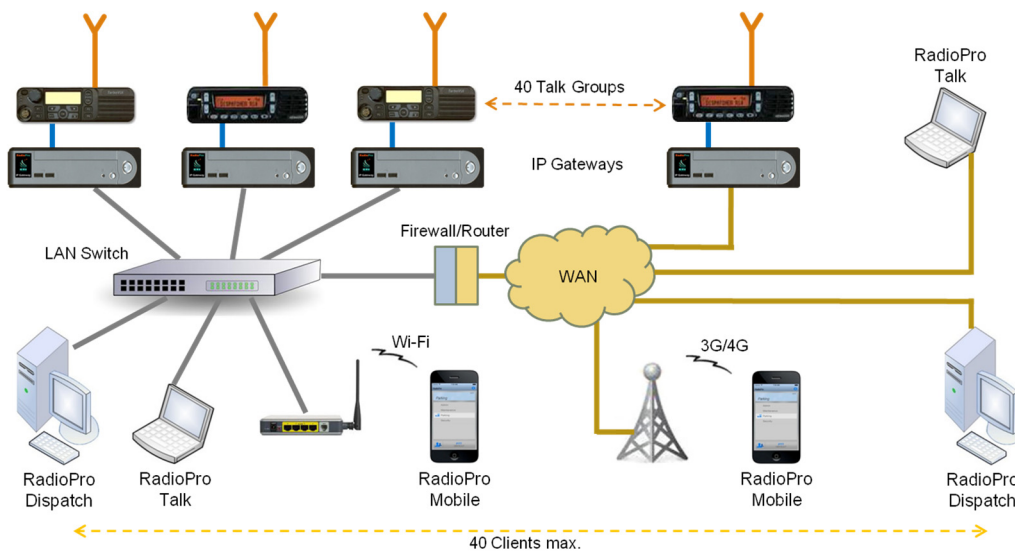 RadioPro
Talk
40 Talk Groups
IP Gateways
Firewall/Router
LAN Switch
WAN
Wi-Fi
3G/4G
RadioPro
Dispatch
RadioPro
Talk
RadioPro
Mobile
RadioPro
Mobile
RadioPro
Dispatch
40 Clients max.